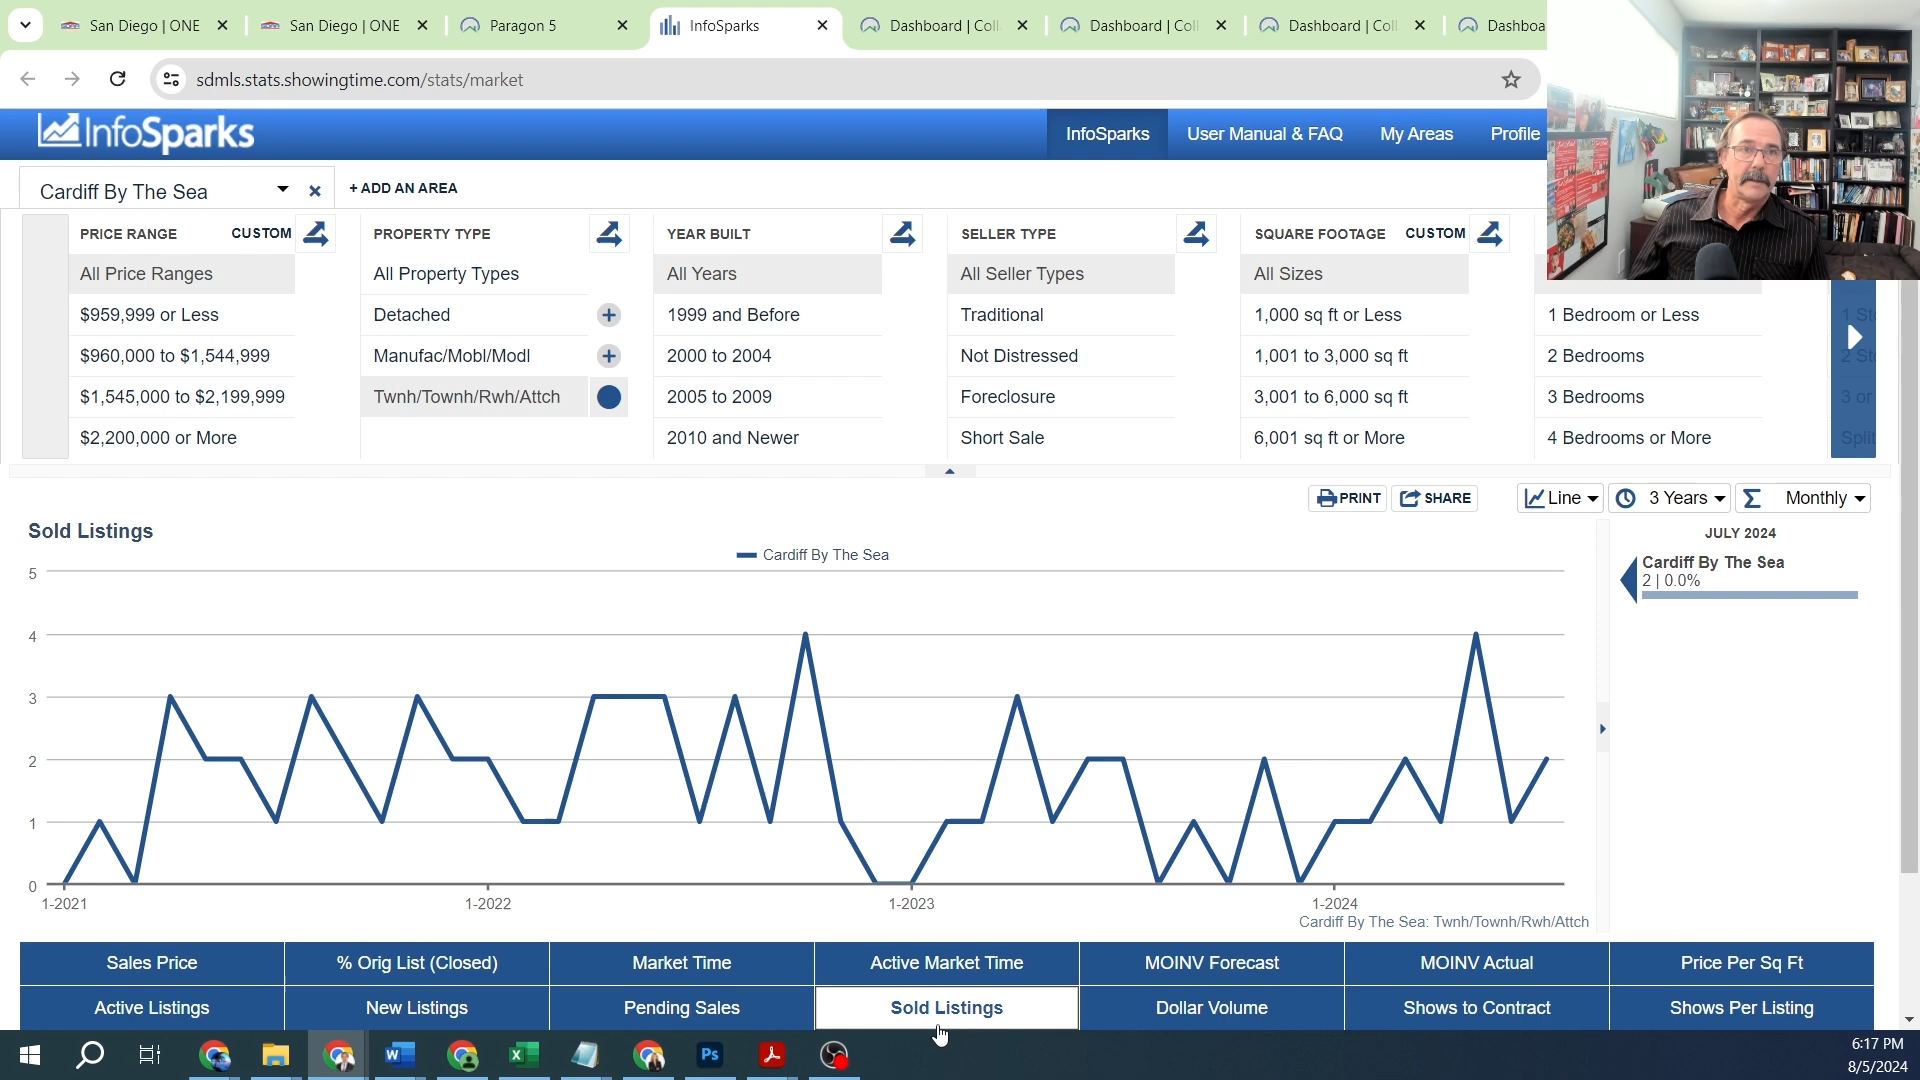 San Diego | ONE
San Diego | ONE
Paragon 5
InfoSparks
Dashboard | Coll
Dashboard | Coll
Dashboard | Coll
Dashboa
sdmls.stats.showingtime.com/stats/market
InfoSparks
InfoSparks
User Manual & FAQ
My Areas
Profile
Cardiff By The Sea
+ ADD AN AREA
PRICE RANGE
CUSTOM
PROPERTY TYPE
YEAR BUILT
SELLER TYPE
SQUARE FOOTAGE
CUSTOM
All Price Ranges
All Property Types
All Years
All Seller Types
All Sizes
$959,999 or Less
Detached
1999 and Before
Traditional
1,000 sq ft or Less
1 Bedroom or Less
1 St
$960,000 to $1,544,999
Manufac/Mobl/Modl
2000 to 2004
Not Distressed
1,001 to 3,000 sq ft
2 Bedrooms
2 St
$1,545,000 to $2,199,999
Twnh/Townh/Rwh/Attch
2005 to 2009
Foreclosure
3,001 to 6,000 sq ft
3 Bedrooms
3 or
$2,200,000 or More
2010 and Newer
Short Sale
6,001 sq ft or More
4 Bedrooms or More
Split
PRINT
SHARE
Line
3 Years
Monthly
Sold Listings
Cardiff By The Sea
JULY 2024
Cardiff By The Sea
2 | 0.0%
5
4
3
2
1
0
1-2021
1-2022
1-2023
1-2024
Cardiff By The Sea: Twnh/Townh/Rwh/Attch
Sales Price
% Orig List (Closed)
Market Time
Active Market Time
MOINV Forecast
MOINV Actual
Price Per Sq Ft
Active Listings
New Listings
Pending Sales
Sold Listings
Dollar Volume
Shows to Contract
Shows Per Listing
W
X
Ps
6:17 PM
8/5/2024